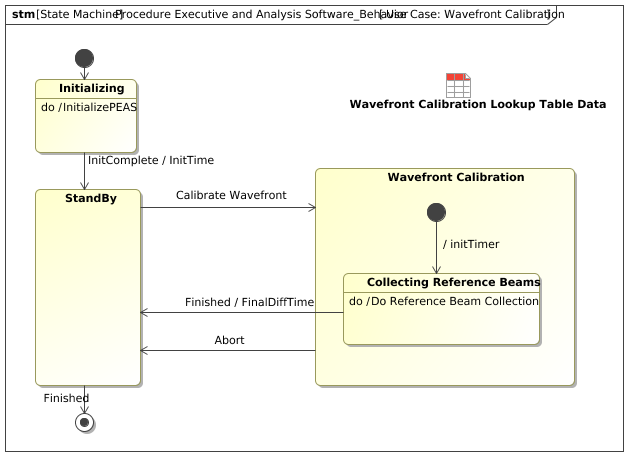 stm [State Machine] Procedure Executive and Analysis Software_Behavior [ Use Case: Wavefront Calibration ]
Initializing
do / InitializePEAS
Wavefront Calibration Lookup Table Data
InitComplete / InitTime
Wavefront Calibration
StandBy
Calibrate Wavefront
/ initTimer
Collecting Reference Beams
do / Do Reference Beam Collection
Finished / FinalDiffTime
Abort
Finished